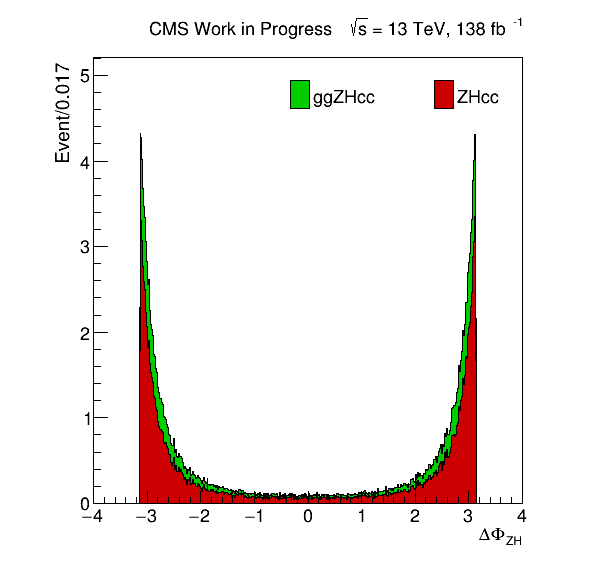 CMS Work in Progress √s = 13 TeV, 138 fb⁻¹
Event/0.017
ggZHcc ZHcc
5
4
3
2
1
0
−4 −3 −2 −1 0 1 2 3 4
ΔΦZH